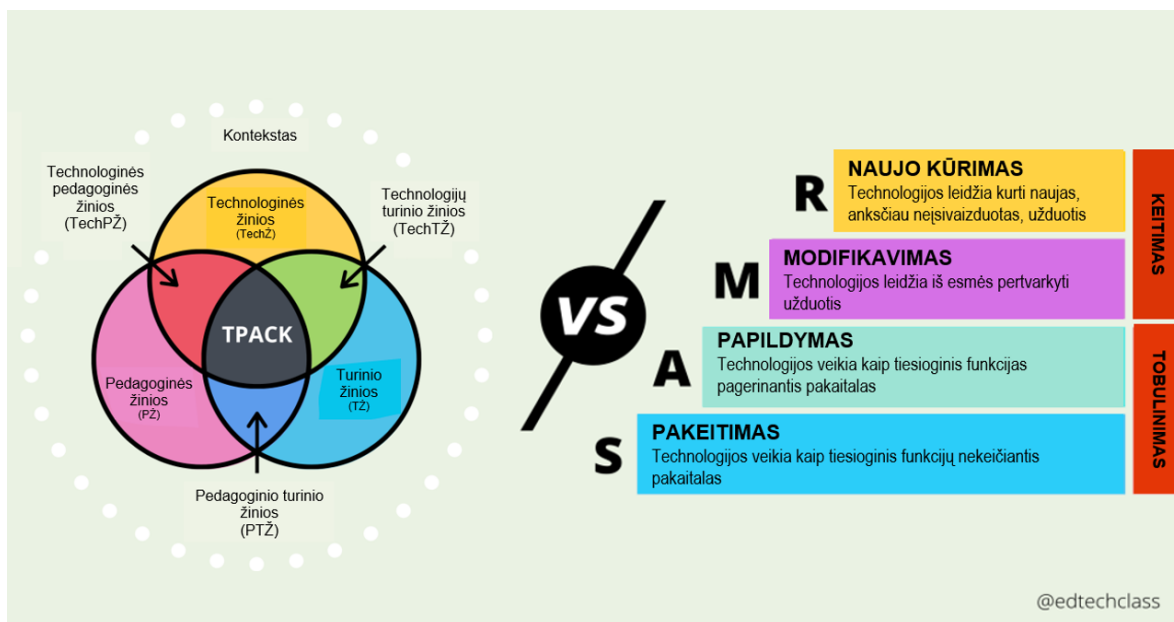 Kontekstas
Technologinės
pedagoginės
žinios
(TechPŽ)
Technologinės
žinios
(TechŽ)
Technologijų
turinio žinios
(TechTŽ)
TPACK
Pedagoginės
žinios
(PŽ)
Turinio
žinios
(TŽ)
Pedagoginio turinio
žinios
(PTŽ)
VS
R
NAUJO KŪRIMAS
Technologijos leidžia kurti naujas,
anksčiau neįsivaizduotas, užduotis
M
MODIFIKAVIMAS
Technologijos leidžia iš esmės pertvarkyti
užduotis
KEITIMAS
A
PAPILDYMAS
Technologijos veikia kaip tiesioginis funkcijas
pagerinantis pakaitalas
S
PAKEITIMAS
Technologijos veikia kaip tiesioginis funkcijų nekeičiantis
pakaitalas
TOBULINIMAS
@edtechclass